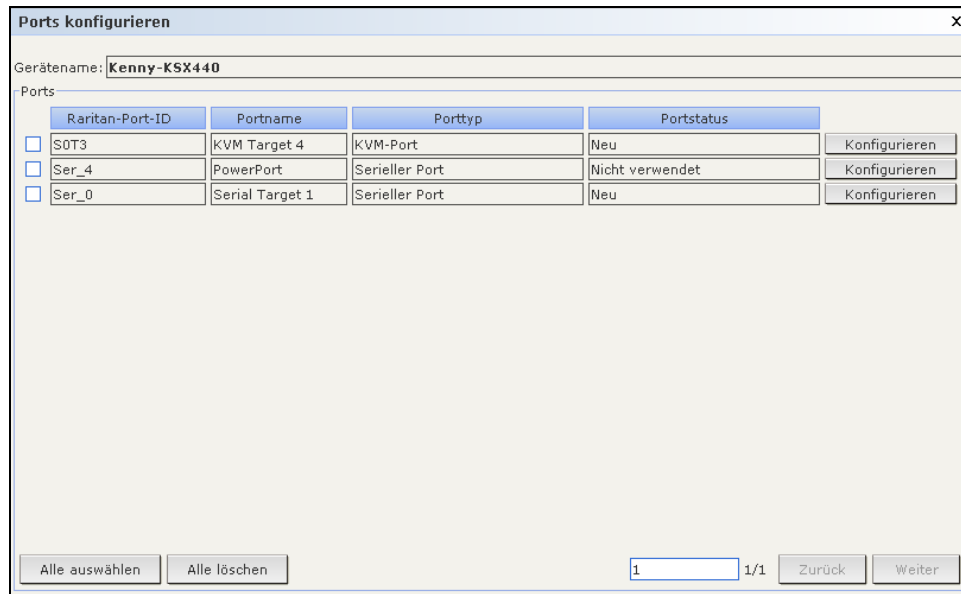 Ports konfigurieren X
Gerätename: Kenny-KSX440
Ports
Raritan-Port-ID Portname Porttyp Portstatus
S0T3 KVM Target 4 KVM-Port Neu Konfigurieren
Ser_4 PowerPort Serieller Port Nicht verwendet Konfigurieren
Ser_0 Serial Target 1 Serieller Port Neu Konfigurieren
Alle auswählen Alle löschen 1 1/1 Zurück Weiter